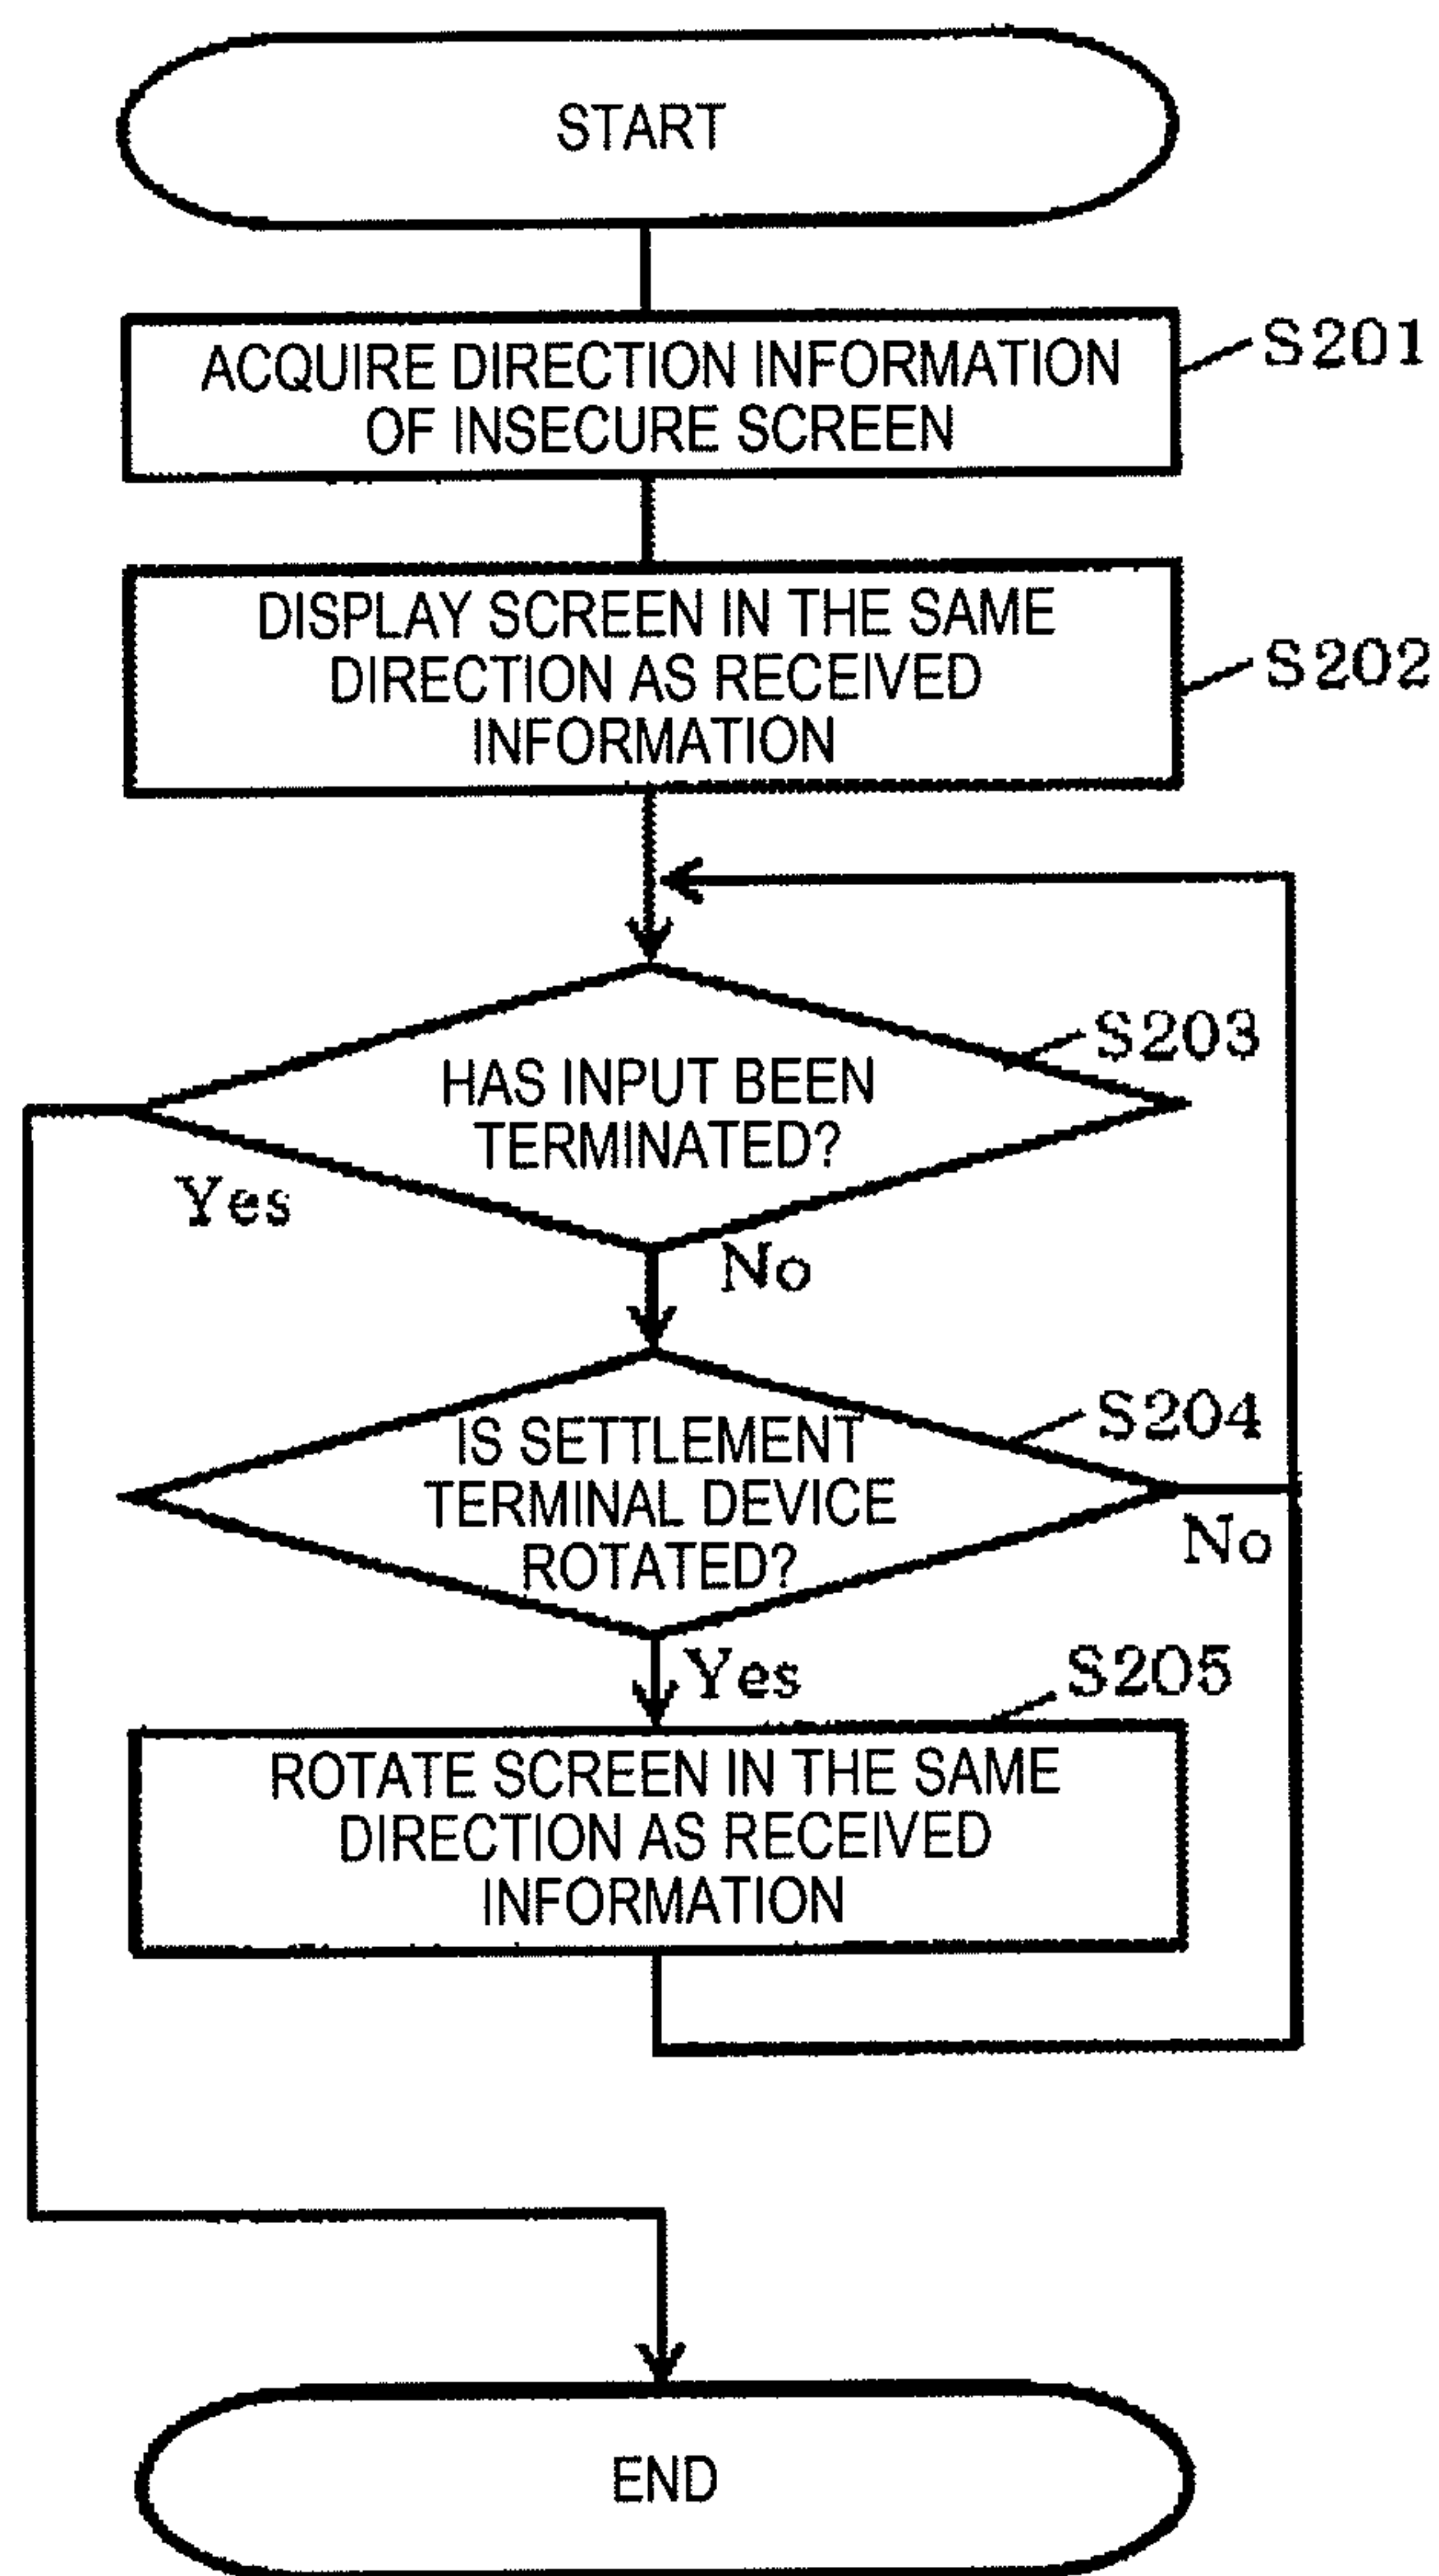 START
ACQUIRE DIRECTION INFORMATION
OF INSECURE SCREEN
S201
DISPLAY SCREEN IN THE SAME
DIRECTION AS RECEIVED
INFORMATION
S202
S203
HAS INPUT BEEN
TERMINATED?
Yes
No
S204
IS SETTLEMENT
TERMINAL DEVICE
ROTATED?
No
Yes
S205
ROTATE SCREEN IN THE SAME
DIRECTION AS RECEIVED
INFORMATION
END